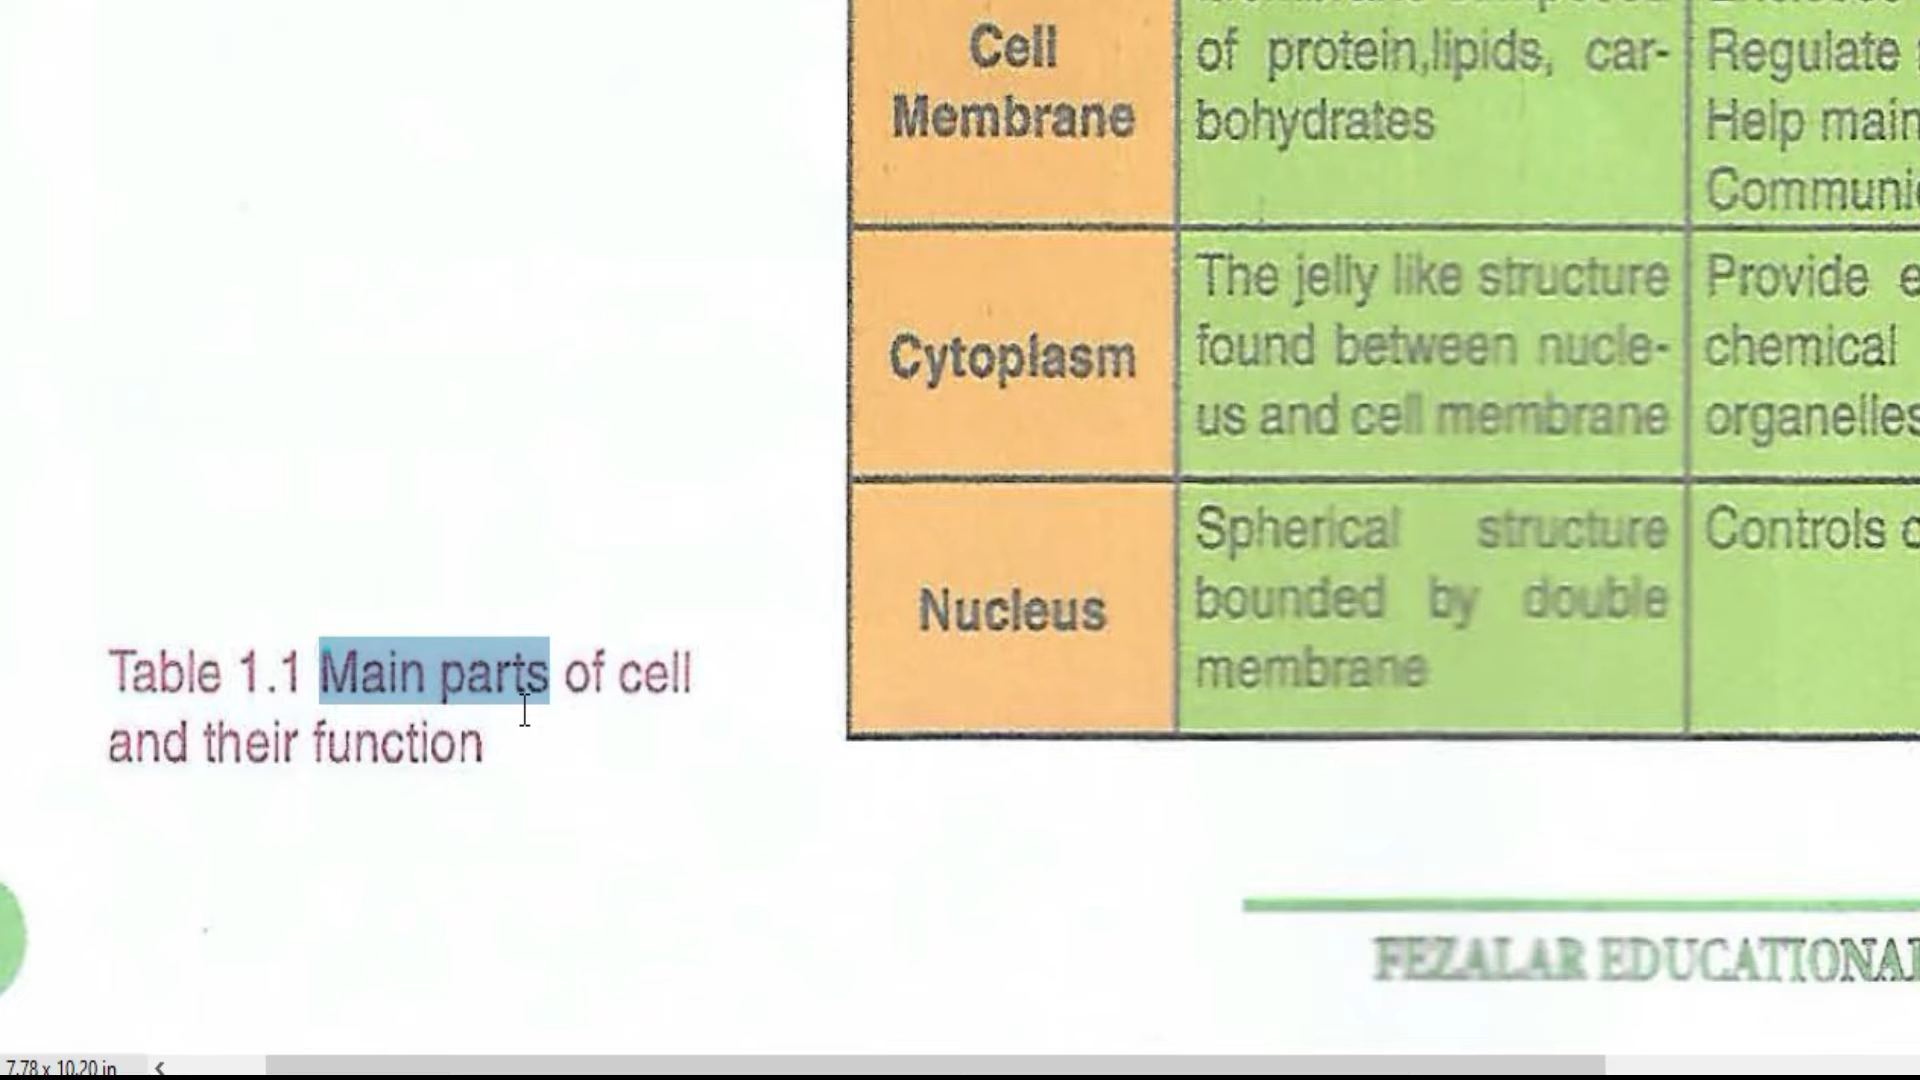 Cell
Membrane
of protein,lipids, car-
bohydrates
Regulate
Help main
Communi
Cytoplasm
The jelly like structure
found between nucle-
us and cell membrane
Provide e
chemical
organelles
Nucleus
Spherical structure
bounded by double
membrane
Controls
Table 1.1 Main parts of cell
and their function
FEZALAR EDUCATIONAL
7.78 x 10.20 in